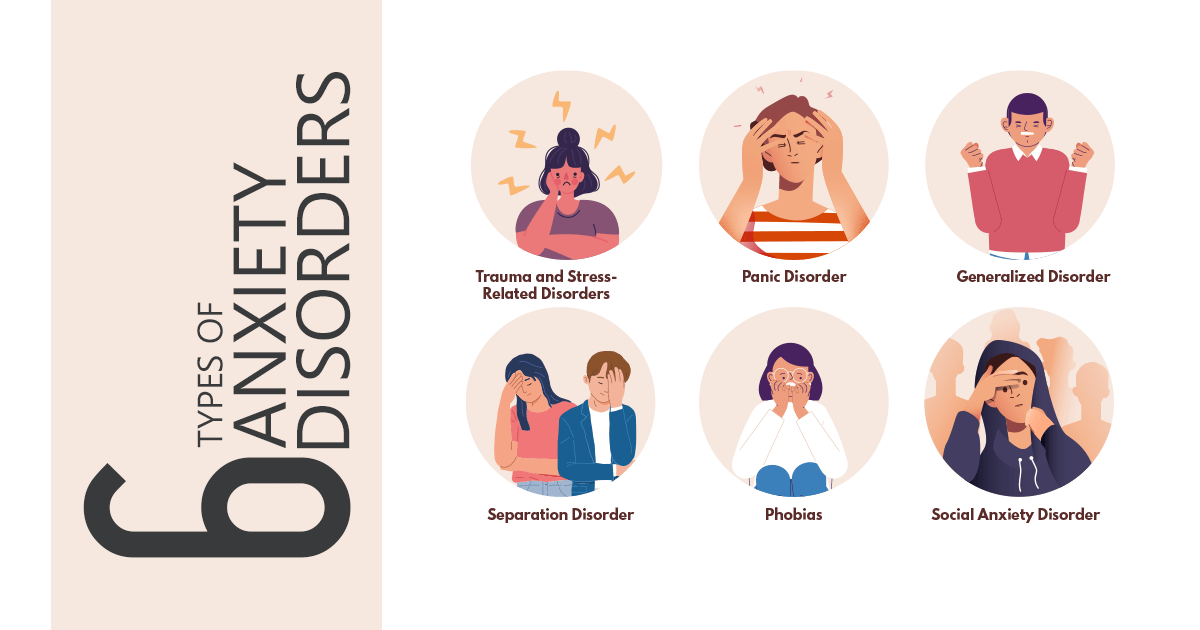 6
TYPES OF
ANXIETY
DISORDERS
Trauma and Stress-
Related Disorders
Panic Disorder
Generalized Disorder
Separation Disorder
Phobias
Social Anxiety Disorder